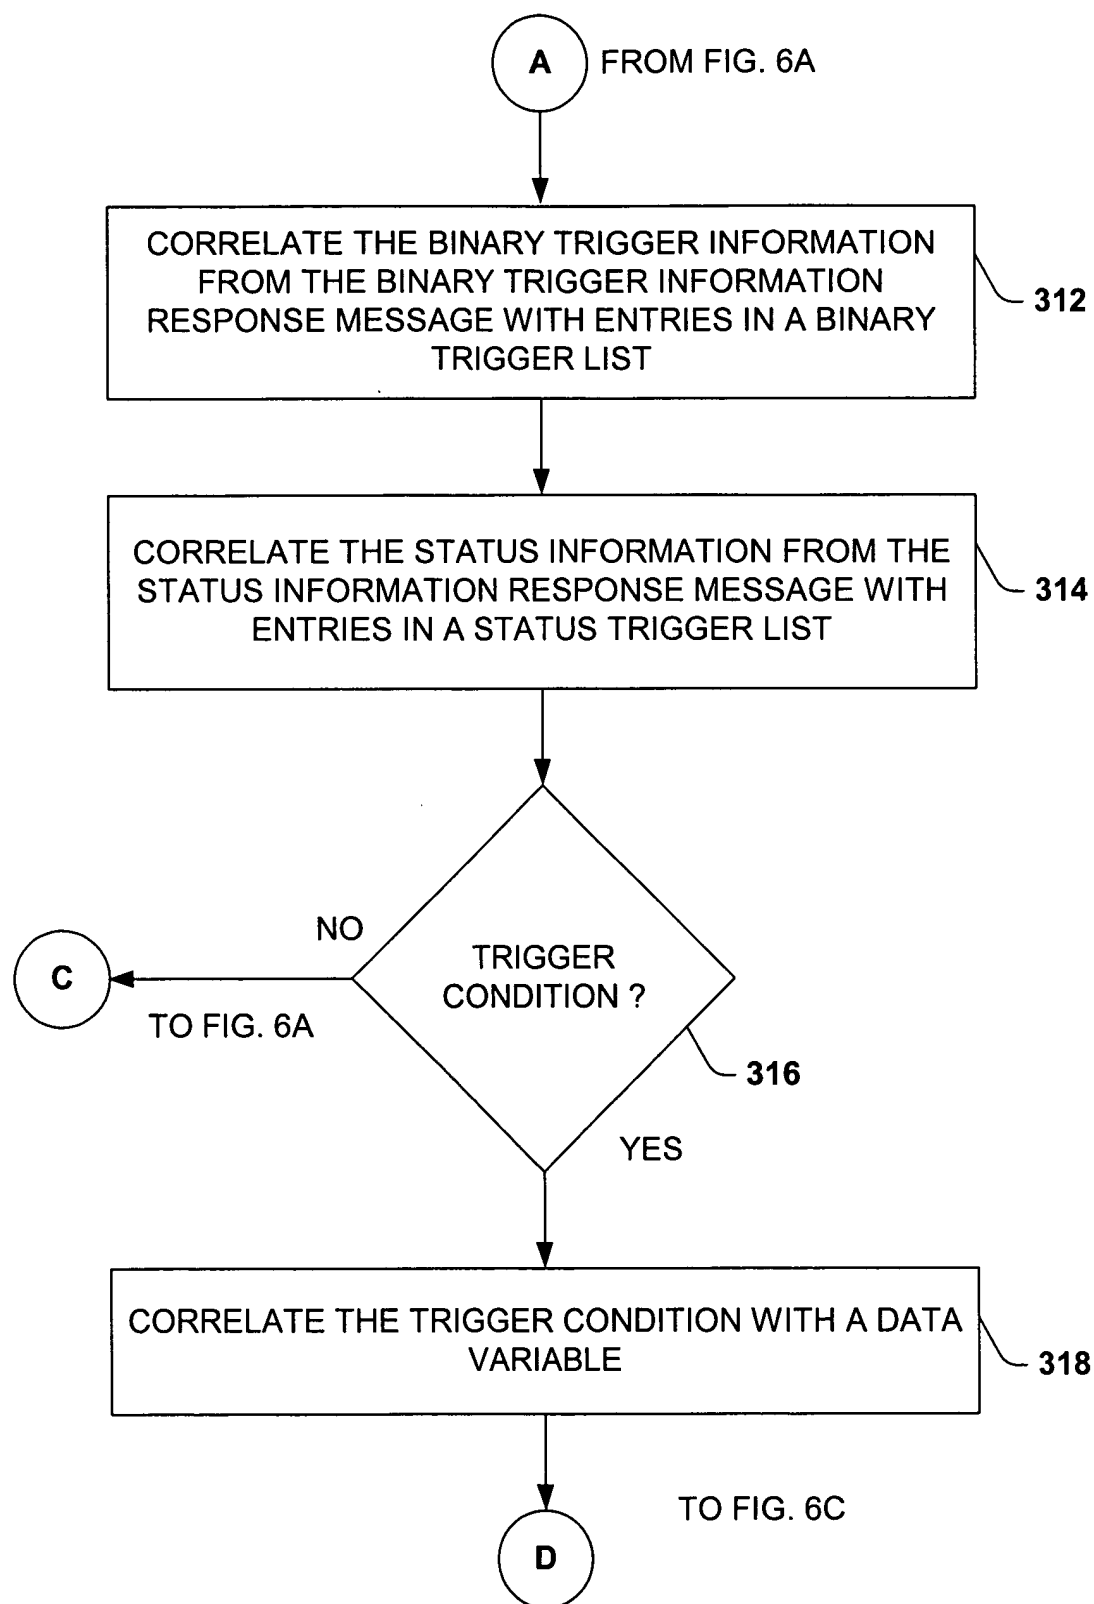 A FROM FIG. 6A
CORRELATE THE BINARY TRIGGER INFORMATION
FROM THE BINARY TRIGGER INFORMATION
RESPONSE MESSAGE WITH ENTRIES IN A BINARY
TRIGGER LIST
312
CORRELATE THE STATUS INFORMATION FROM THE
STATUS INFORMATION RESPONSE MESSAGE WITH
ENTRIES IN A STATUS TRIGGER LIST
314
NO
C
TO FIG. 6A
TRIGGER
CONDITION ?
316
YES
CORRELATE THE TRIGGER CONDITION WITH A DATA
VARIABLE
318
TO FIG. 6C
D